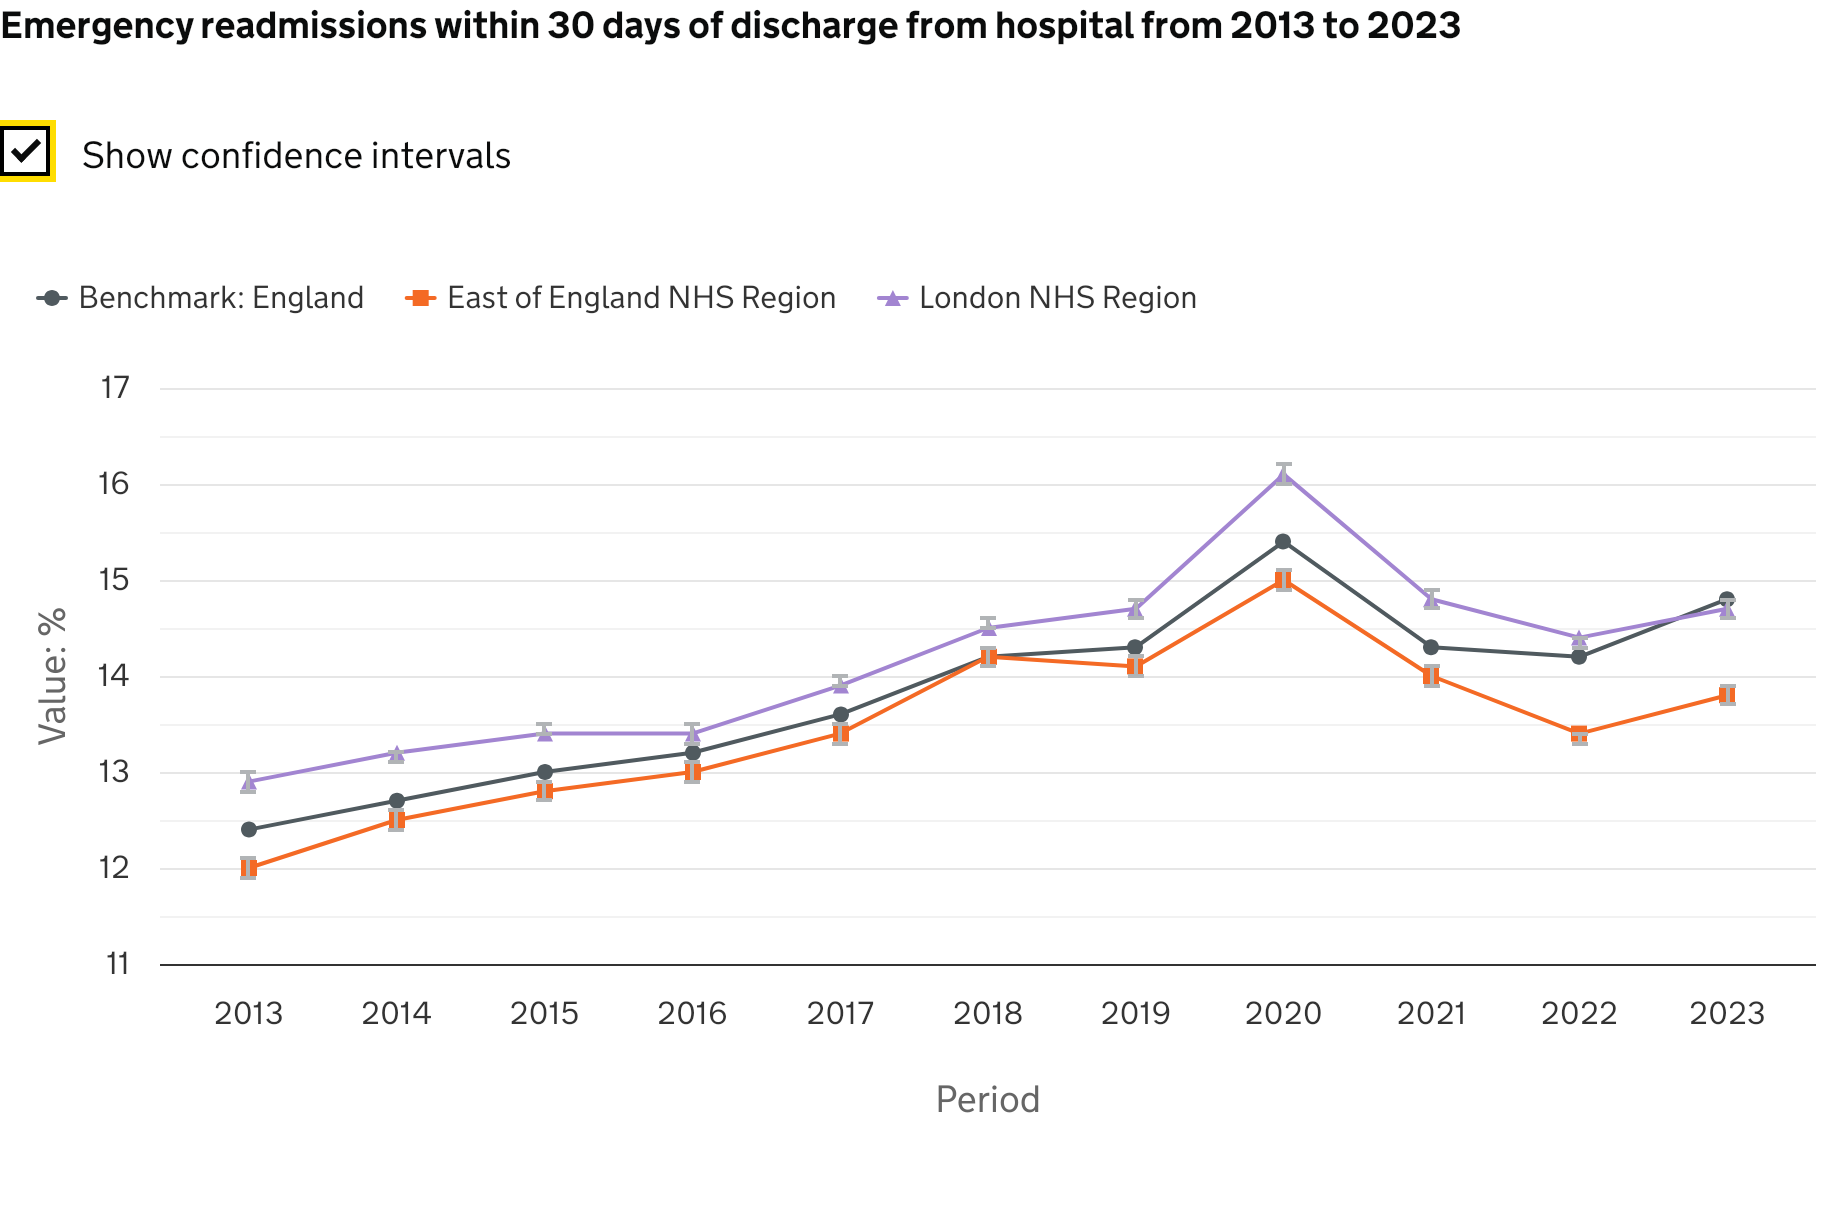 Emergency readmissions within 30 days of discharge from hospital from 2013 to 2023
Show confidence intervals
Benchmark: England East of England NHS Region London NHS Region
17
16
15
14
13
12
11
Value: %
2013 2014 2015 2016 2017 2018 2019 2020 2021 2022 2023
Period